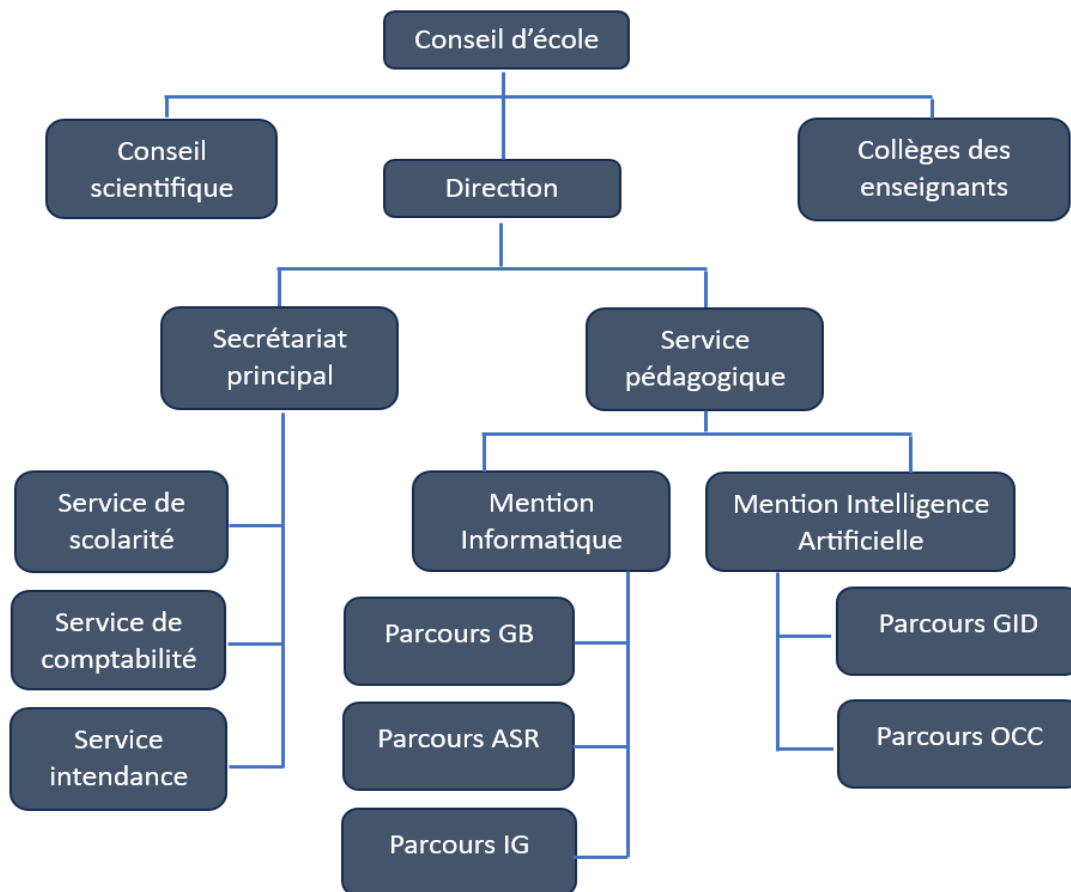 Conseil d’école
Conseil
scientifique
Direction
Collèges des
enseignants
Secrétariat
principal
Service
pédagogique
Service de
scolarité
Service de
comptabilité
Service
intendance
Mention
Informatique
Parcours GB
Parcours ASR
Parcours IG
Mention Intelligence
Artificielle
Parcours GID
Parcours OCC